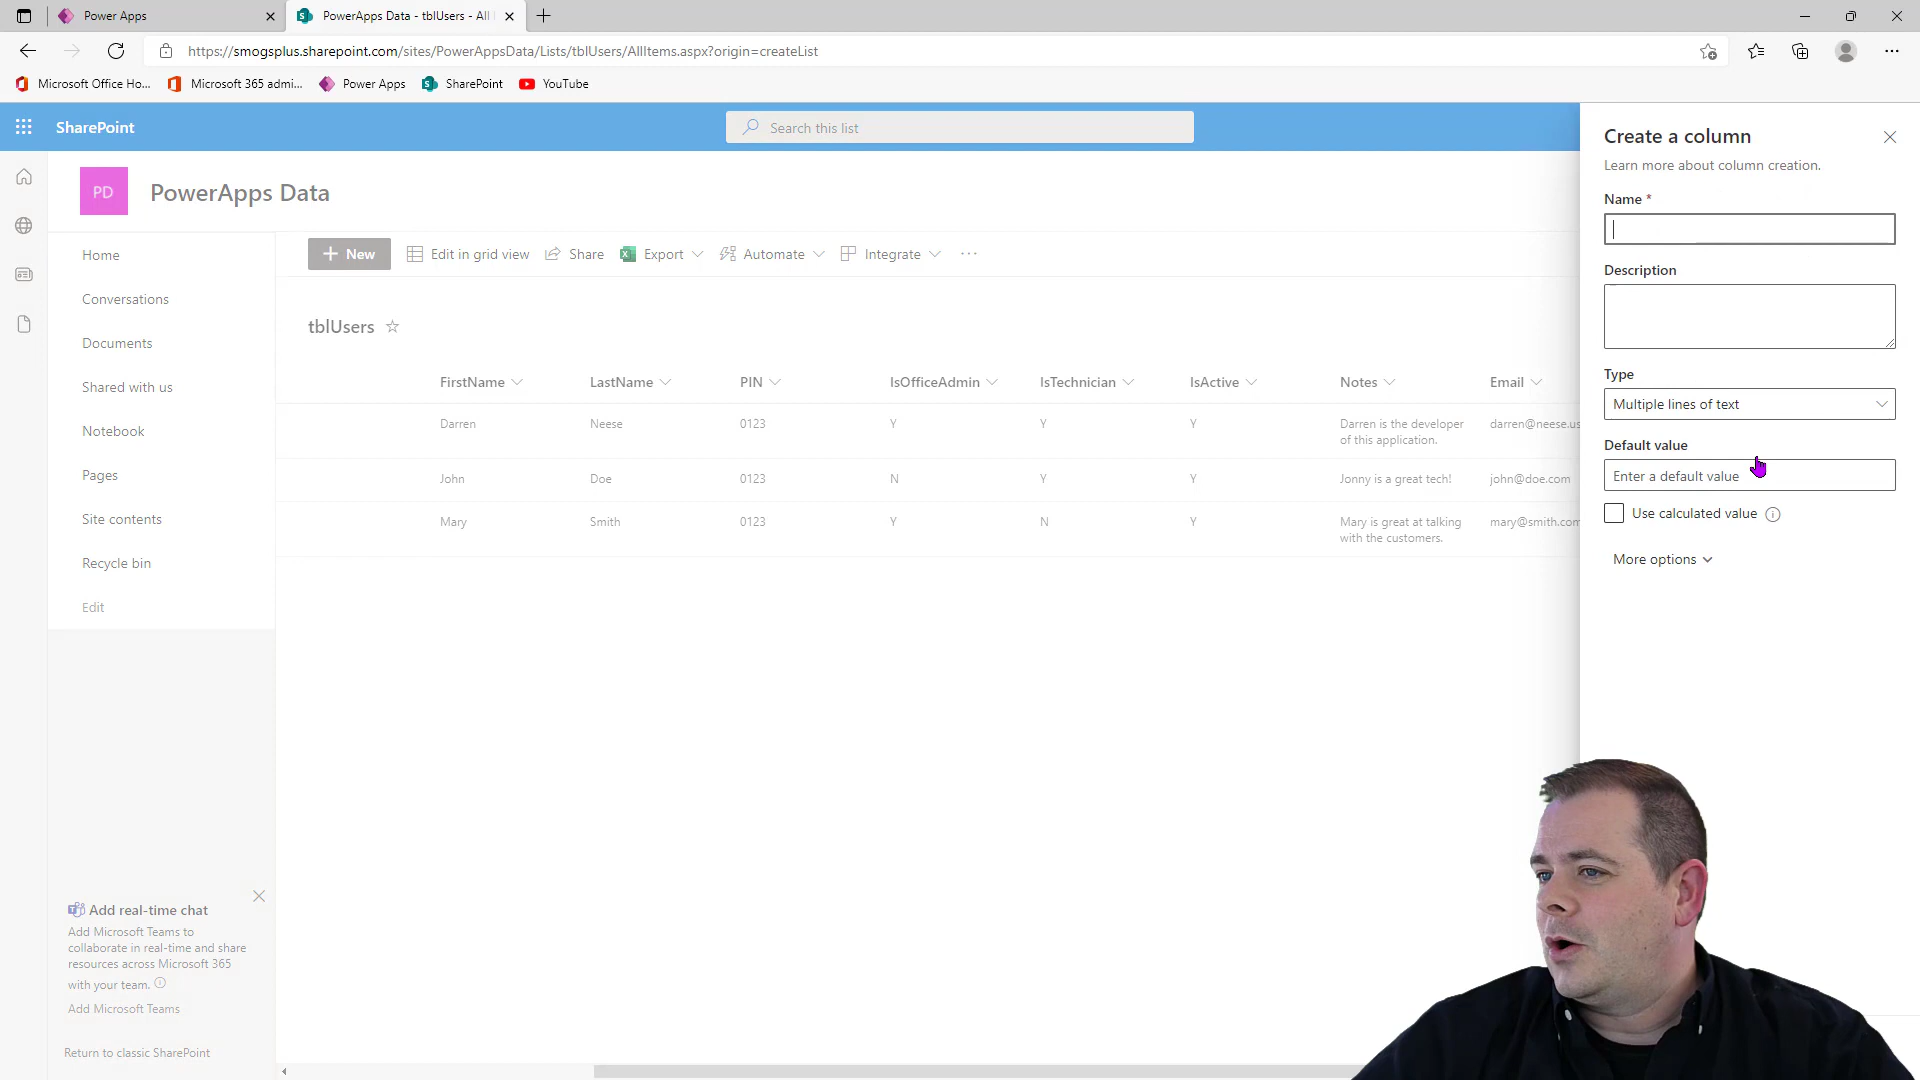 Power Apps
PowerApps Data - tblUsers - All
https://smogsplus.sharepoint.com/sites/PowerAppsData/Lists/tblUsers/AllItems.aspx?origin=createList
Microsoft Office Ho...
Microsoft 365 admi...
Power Apps
SharePoint
YouTube
SharePoint
Search this list
PD
PowerApps Data
Home
Conversations
Documents
Shared with us
Notebook
Pages
Site contents
Recycle bin
Edit
Add real-time chat
Add Microsoft Teams to
collaborate in real-time and share
resources across Microsoft 365
with your team.
Add Microsoft Teams
Return to classic SharePoint
New
Edit in grid view
Share
Export
Automate
Integrate
tblUsers
FirstName LastName PIN IsOfficeAdmin IsTechnician IsActive Notes Email
Darren Neese 0123 Y Y Y Darren is the developer darren@neese.us
of this application.
John Doe 0123 N Y Y Jonny is a great tech! john@doe.com
Mary Smith 0123 Y N Y Mary is great at talking mary@smith.com
with the customers.
Create a column
Learn more about column creation.
Name *
Description
Type
Multiple lines of text
Default value
Enter a default value
Use calculated value
More options